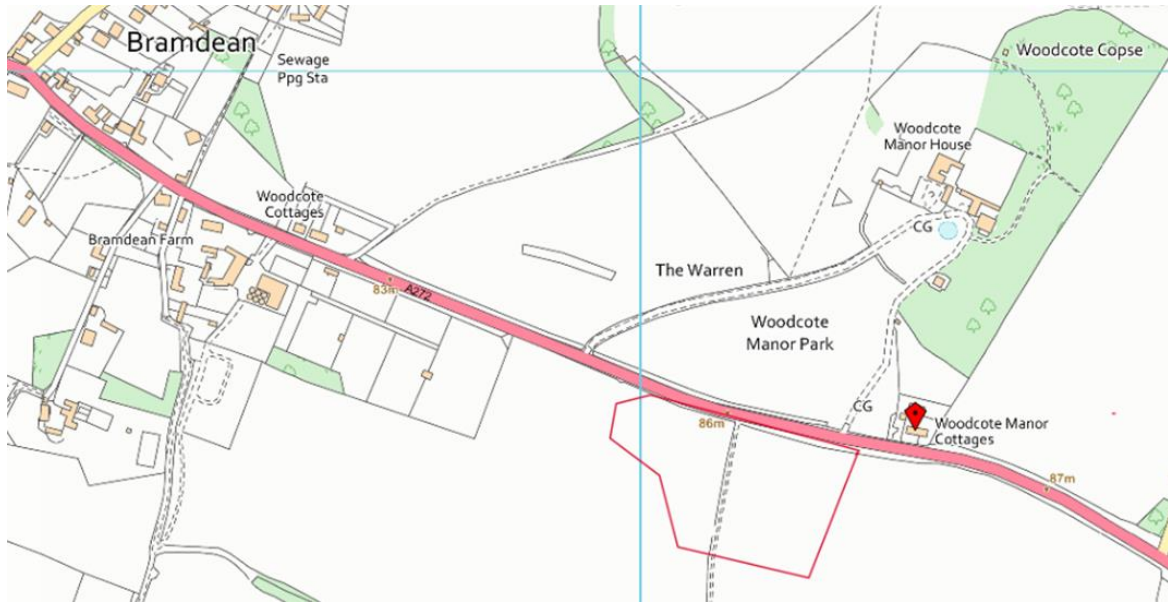 Bramdean
Sewage
Ppg Sta
Woodcote Copse
Woodcote
Manor House
Woodcote
Cottages
CG
Bramdean Farm
The Warren
83m
A272
Woodcote
Manor Park
CG
86m
Woodcote Manor
Cottages
87m